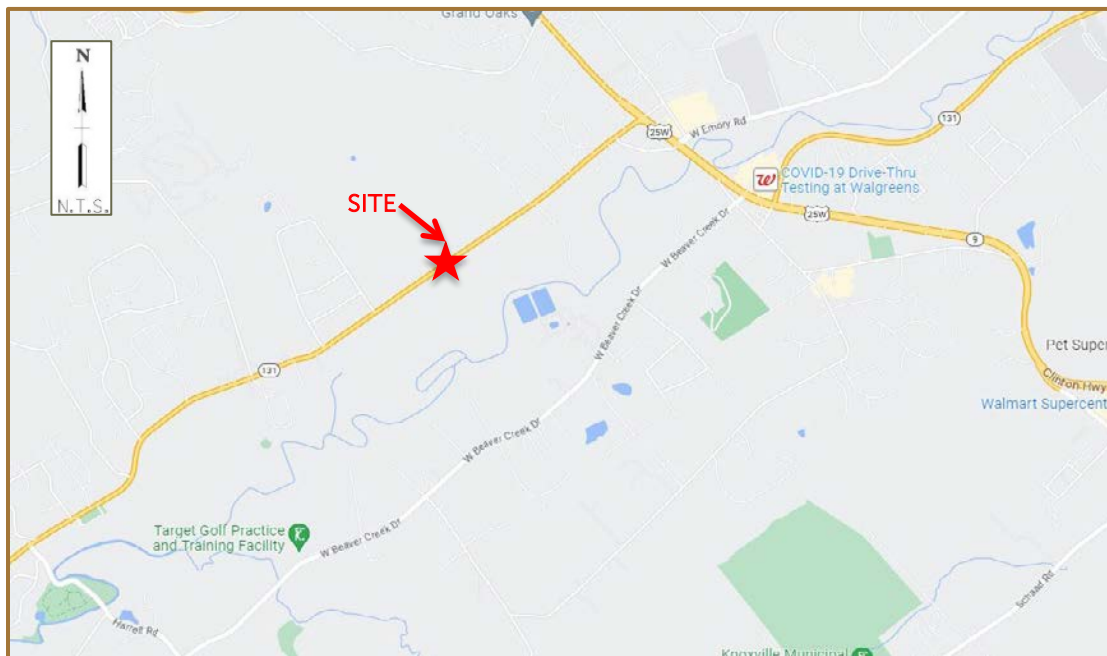 Grand Oaks
N
N.T.S.
25W
W Emory Rd
131
COVID-19 Drive-Thru
Testing at Walgreens
SITE
25W
W Beaver Creek Dr
9
W Beaver Creek Dr
Pet Super
131
Clinton Hwy
Walmart Supercent
W Beaver Creek Dr
Target Golf Practice
and Training Facility
W Beaver Creek Dr
Harrell Rd
Schaad Rd
Knoxville Municipal